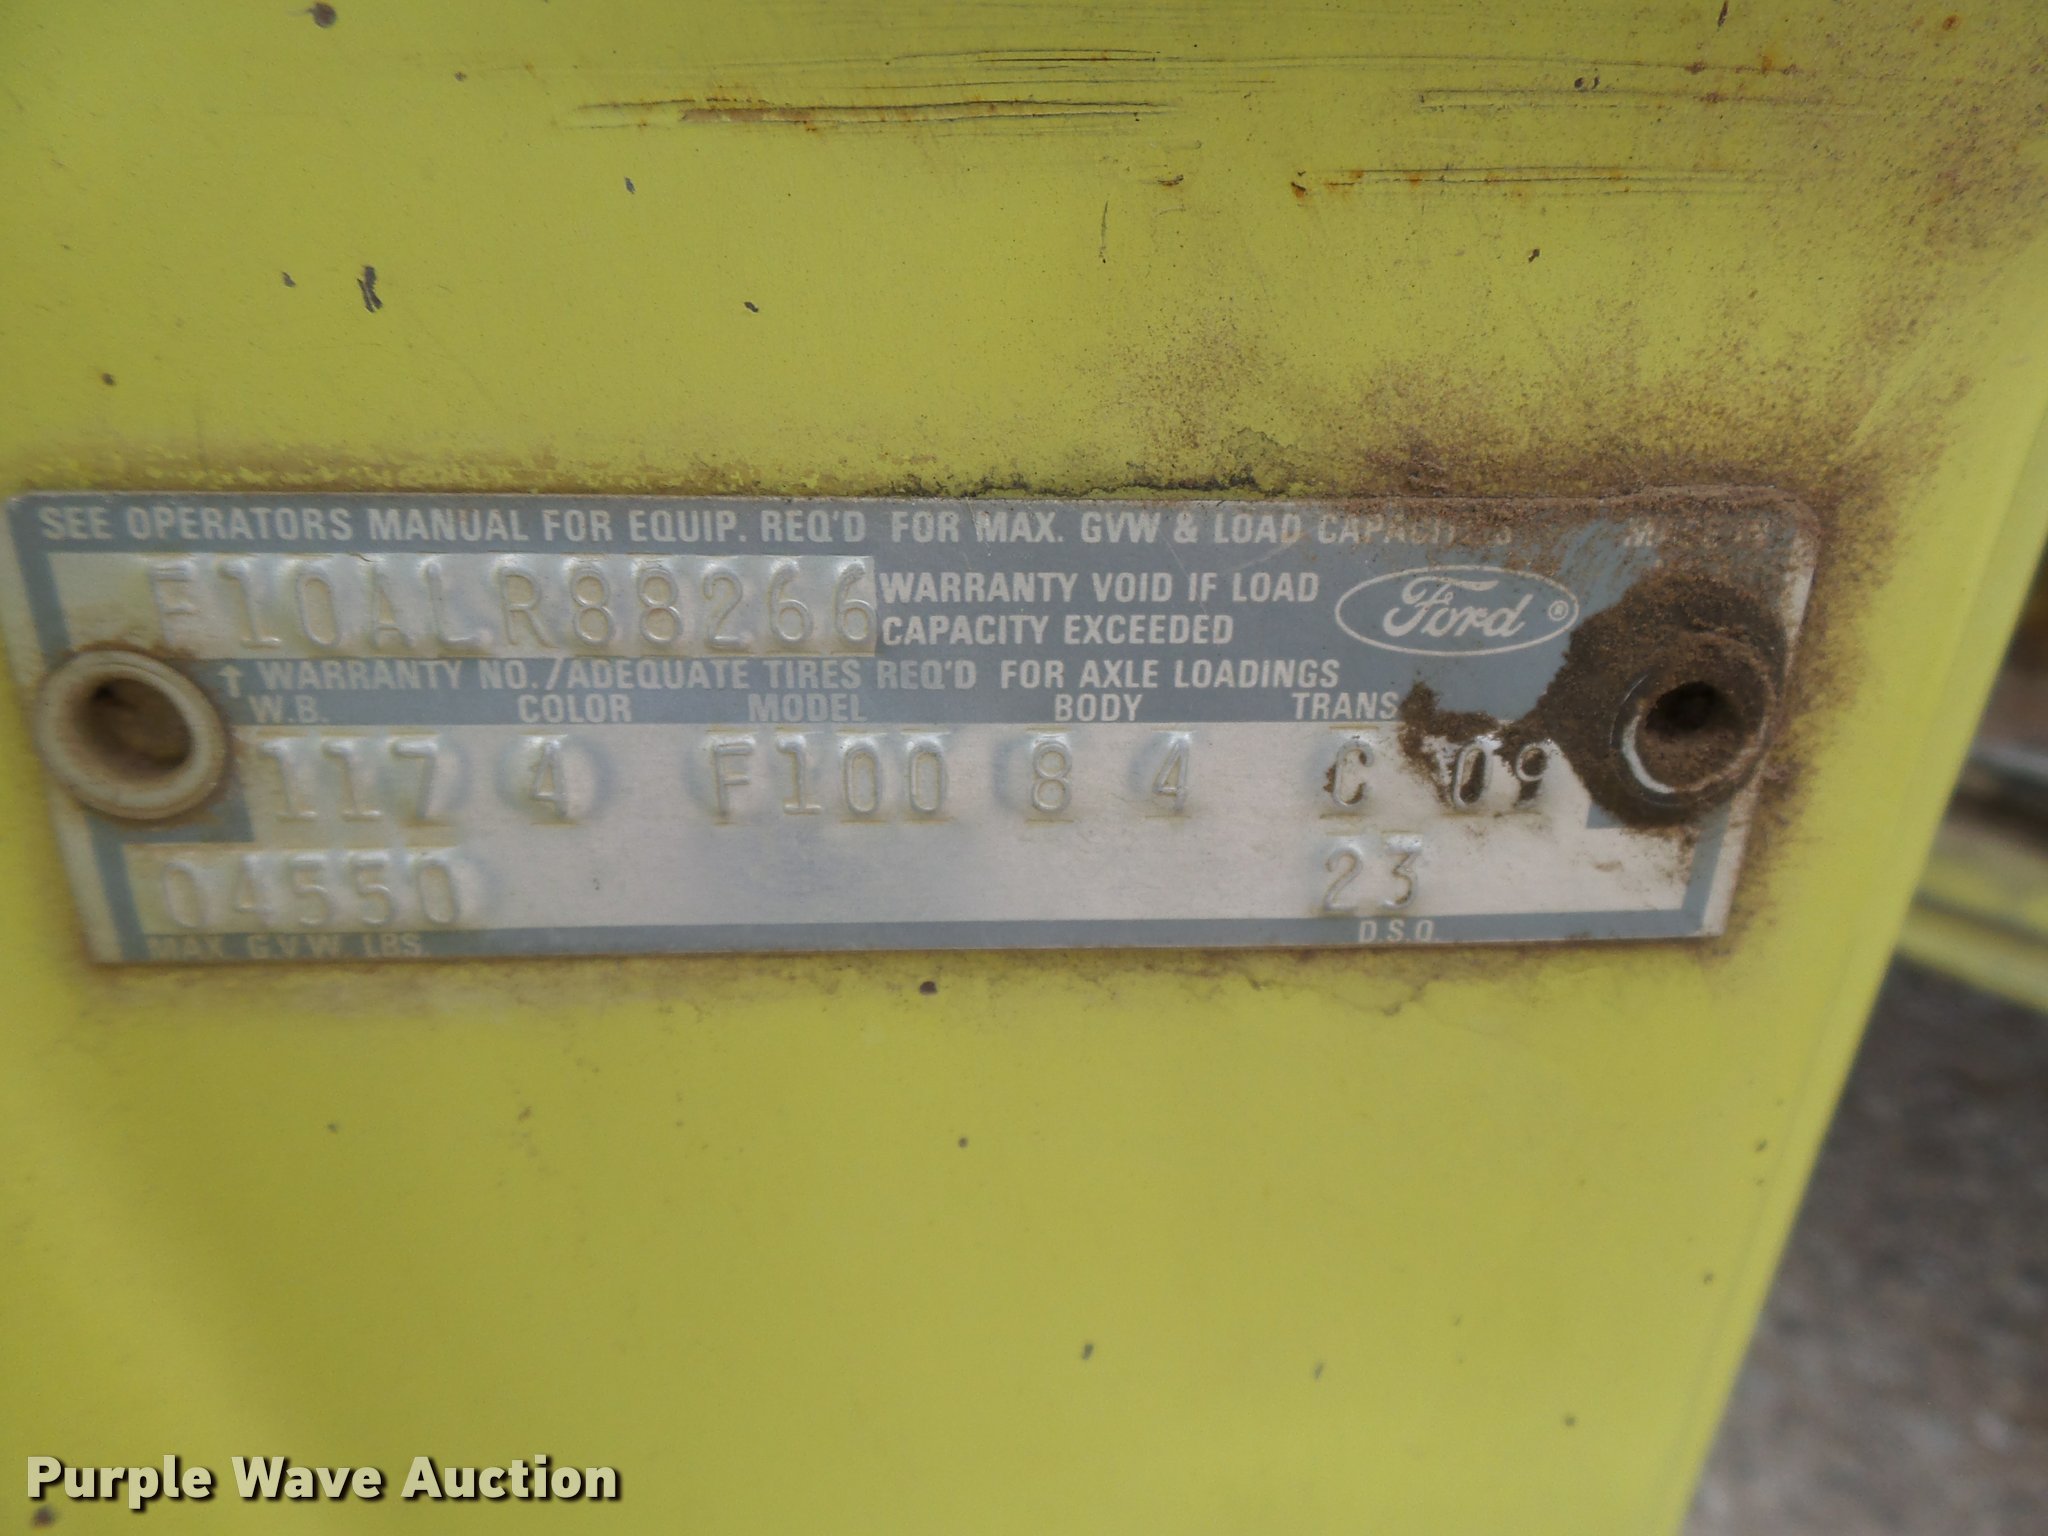 SEE OPERATORS MANUAL FOR EQUIP. REQ'D FOR MAX. GVW & LOAD
F10ALR88266
WARRANTY VOID IF LOAD
CAPACITY EXCEEDED
Ford ®
↑ WARRANTY NO./ADEQUATE TIRES REQ'D FOR AXLE LOADINGS
W.B. COLOR MODEL BODY TRANS
117 4 F100 8 4 C 09
04550 23
MAX. G.V.W. LBS. D.S.O.
Purple Wave Auction